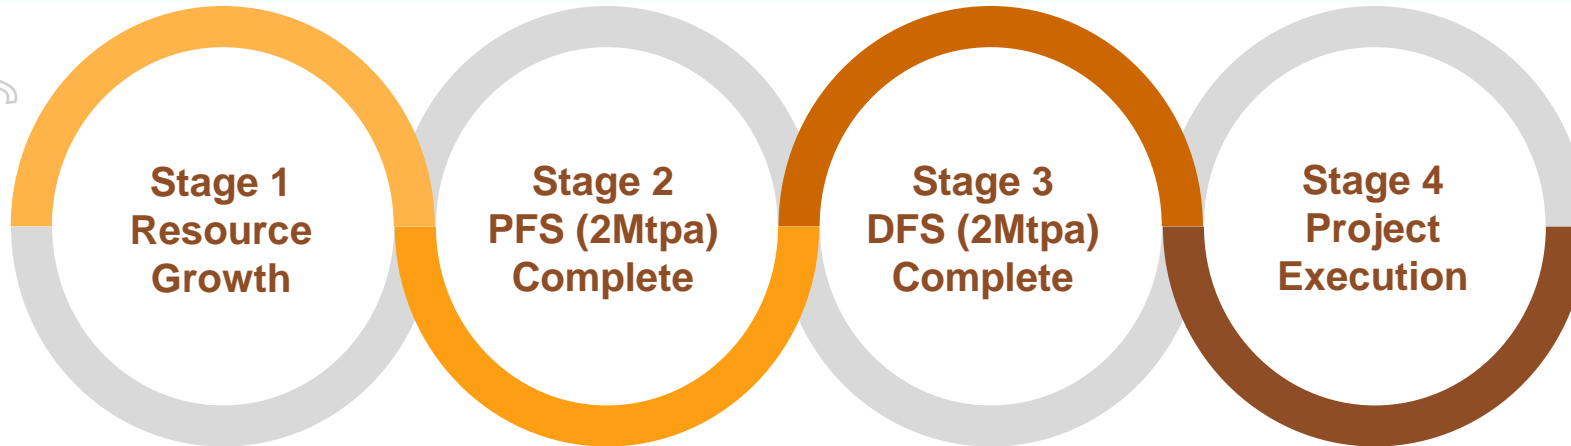 Stage 1
Resource
Growth
Stage 2
PFS (2Mtpa)
Complete
Stage 3
DFS (2Mtpa)
Complete
Stage 4
Project
Execution